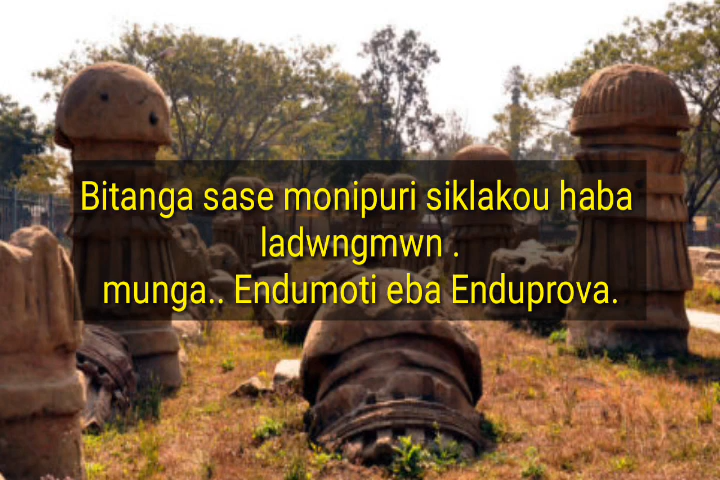 Bitanga sase monipuri siklakou haba
ladwngmwn .
munga.. Endumoti eba Enduprova.